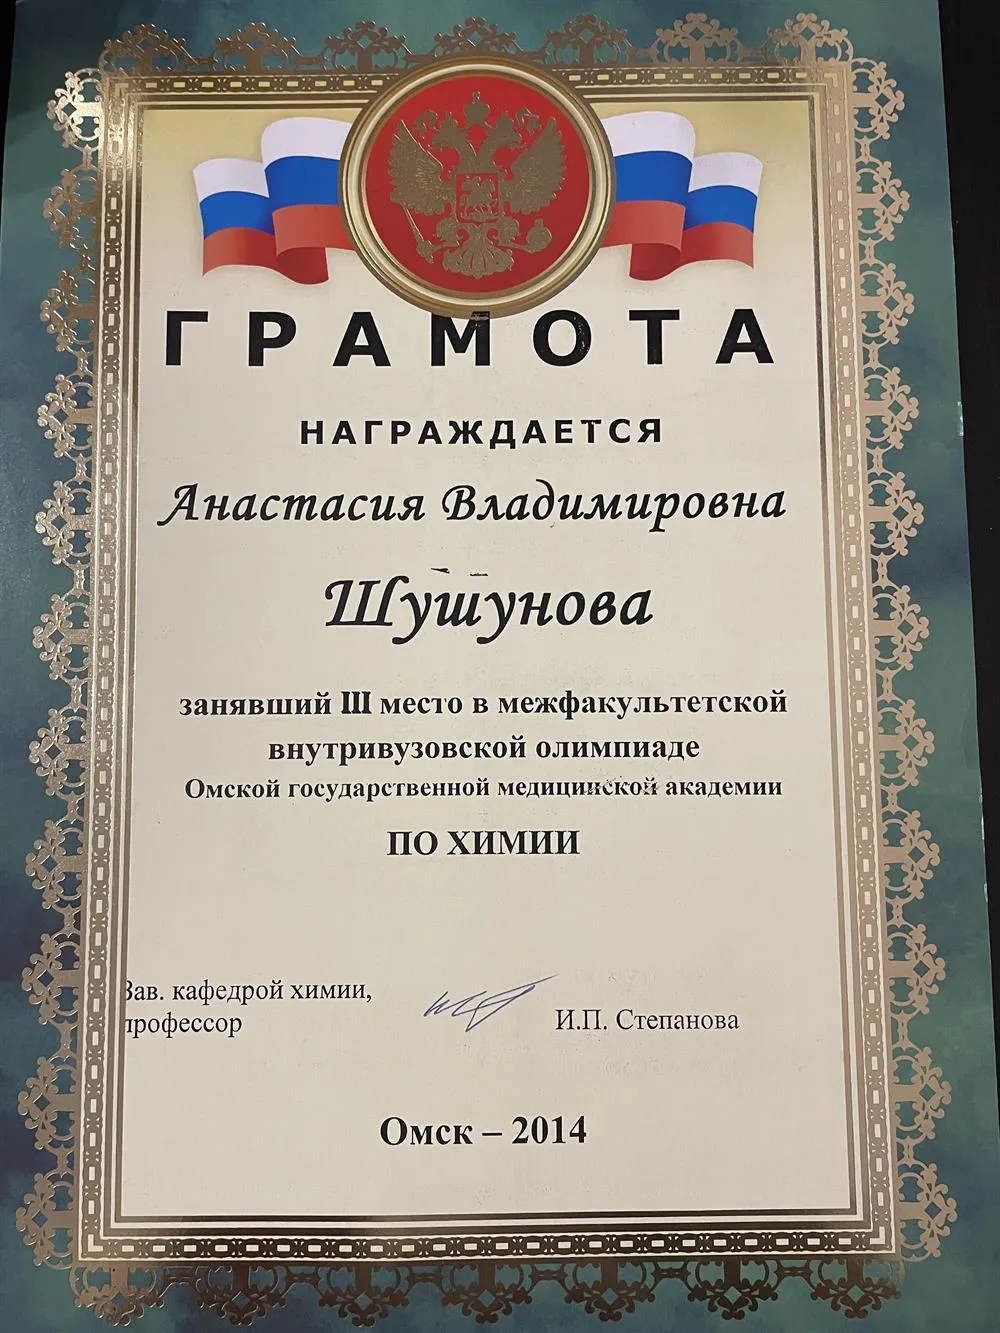 ГРАМОТА
НАГРАЖДАЕТСЯ
Анастасия Владимировна
Шушунова
занявший III место в межфакультетской
внутривузовской олимпиаде
Омской государственной медицинской академии
ПО ХИМИИ
Зав. кафедрой химии,
профессор
И.П. Степанова
Омск – 2014